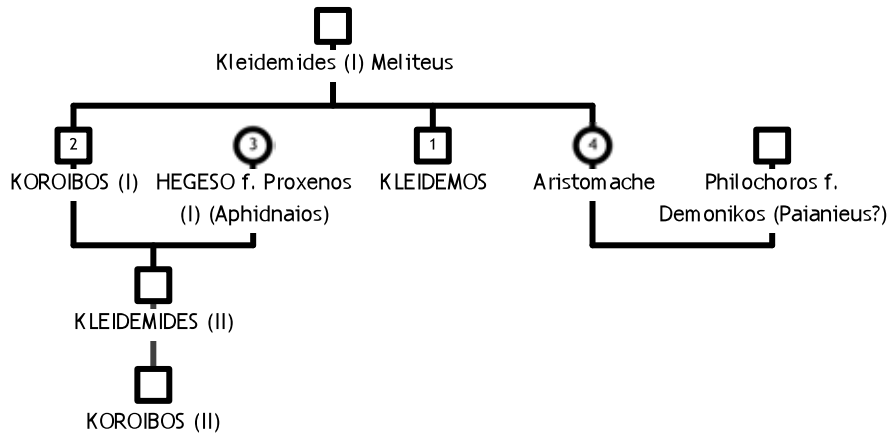 Kleidemides (I) Meliteus
2
3
1
4
KOROIBOS (I)
HEGESO f. Proxenos
(I) (Aphidnaios)
KLEIDEMOS
Aristomache
Philochoros f.
Demonikos (Paianieus?)
KLEIDEMIDES (II)
KOROIBOS (II)